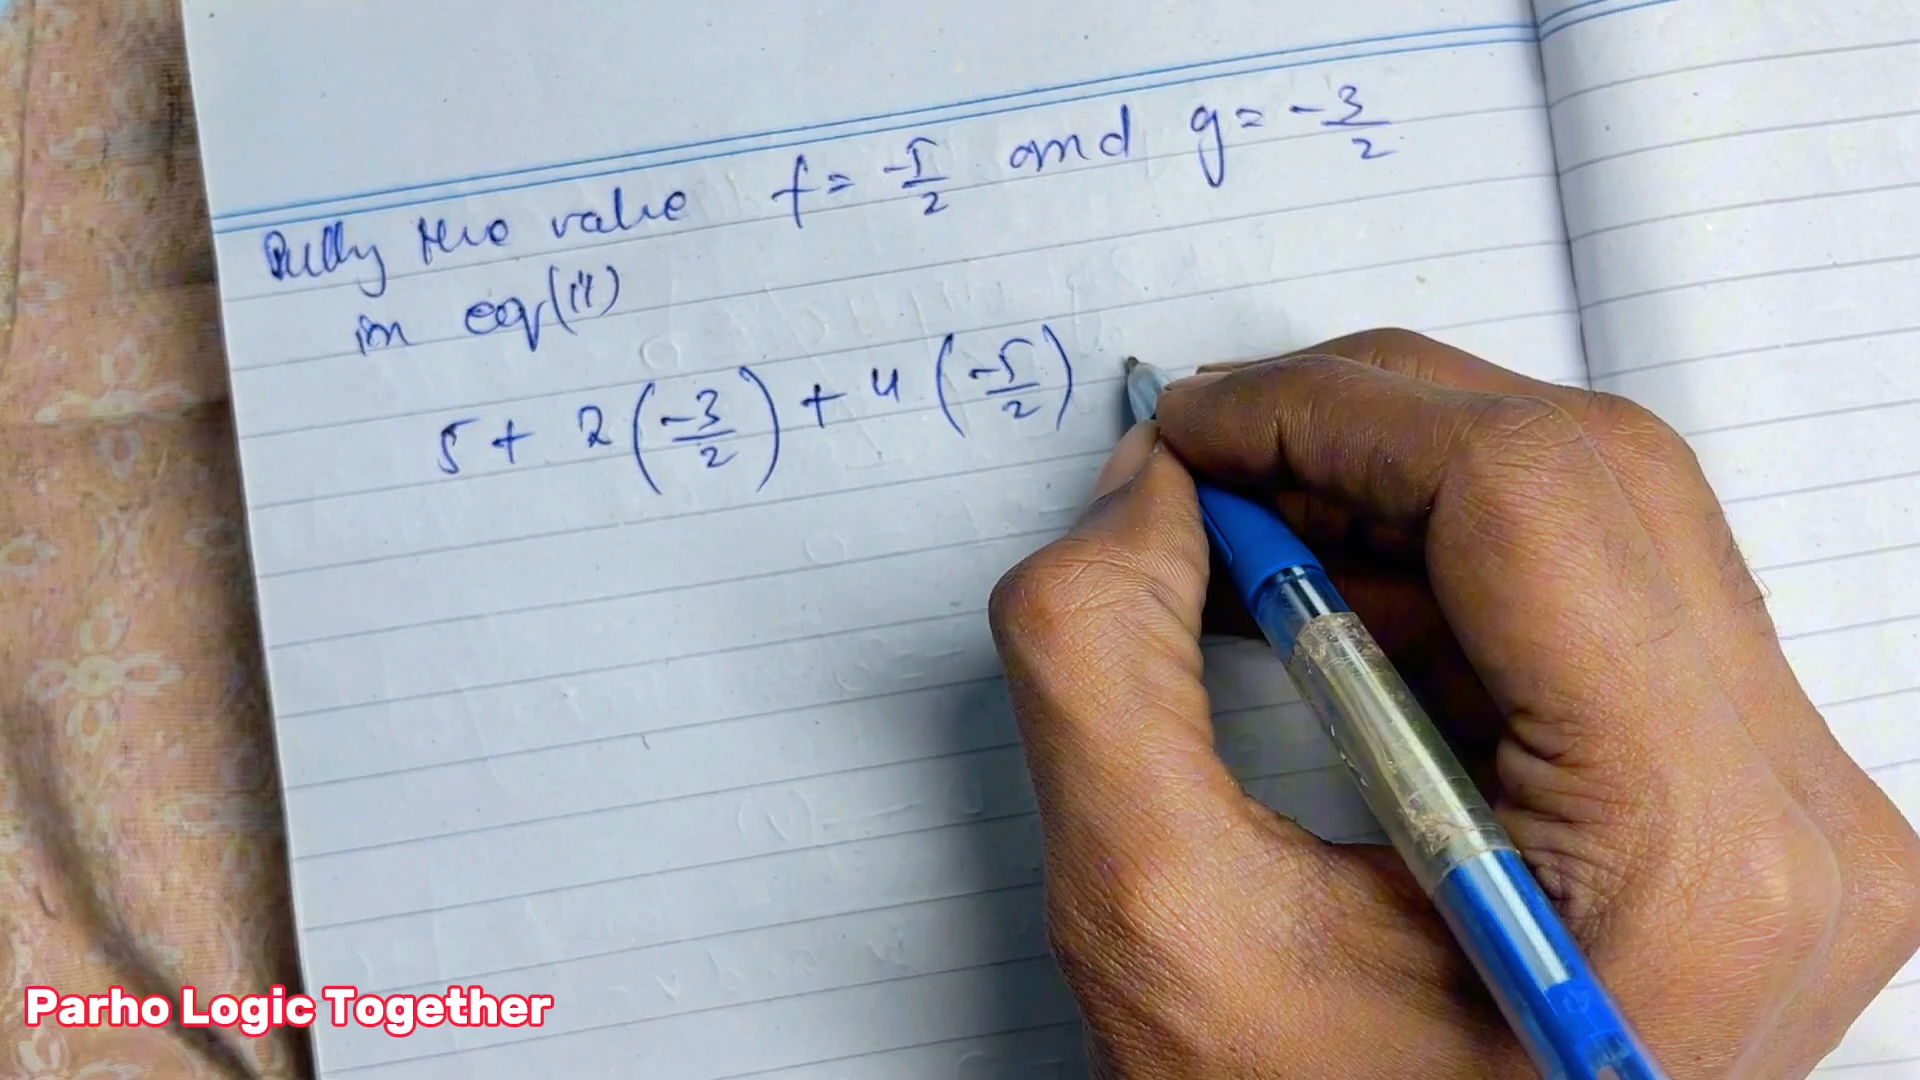 Putting the value f = -5/2 and g = -3/2
in eq(ii)
5 + 2(-3/2) + 4(-5/2)
Parho Logic Together